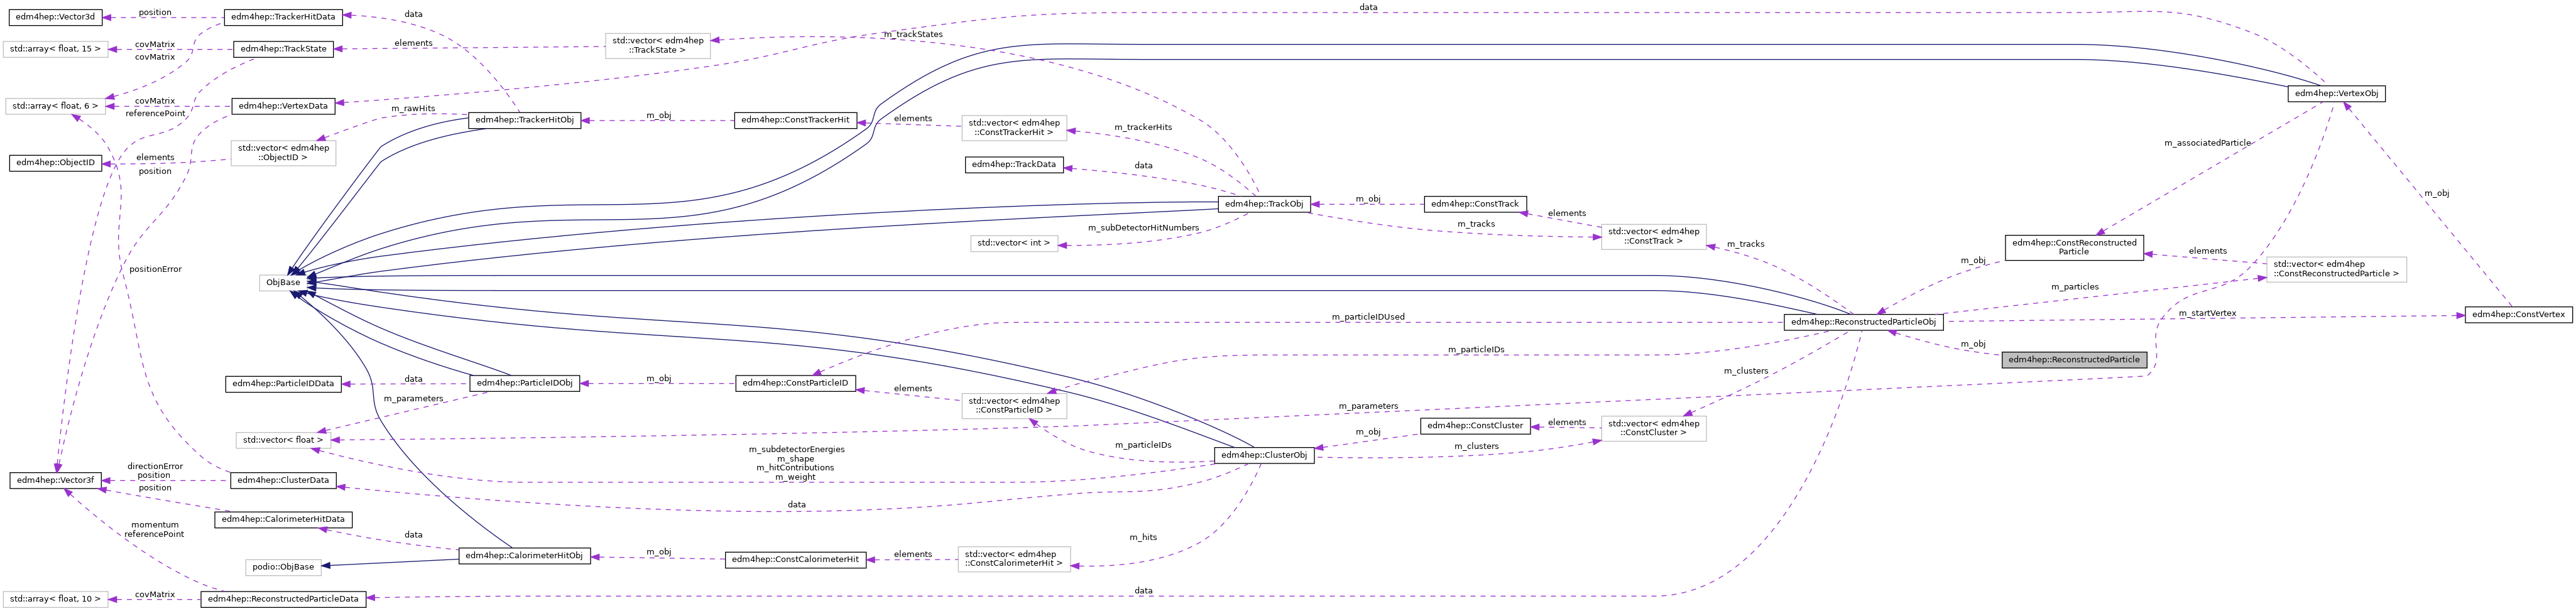 edm4hep::Vector3d
position
edm4hep::TrackerHitData
data
data
std::array< float, 15 >
covMatrix
covMatrix
edm4hep::TrackState
elements
std::vector< edm4hep
::TrackState >
m_trackStates
std::array< float, 6 >
covMatrix
referencePoint
edm4hep::VertexData
m_rawHits
edm4hep::TrackerHitObj
m_obj
edm4hep::ConstTrackerHit
elements
std::vector< edm4hep
::ConstTrackerHit >
m_trackerHits
edm4hep::VertexObj
edm4hep::ObjectID
elements
position
std::vector< edm4hep
::ObjectID >
edm4hep::TrackData
data
m_associatedParticle
edm4hep::TrackObj
m_obj
edm4hep::ConstTrack
elements
std::vector< edm4hep
::ConstTrack >
m_tracks
m_tracks
m_obj
std::vector< int >
m_subDetectorHitNumbers
edm4hep::ConstReconstructed
Particle
elements
std::vector< edm4hep
::ConstReconstructedParticle >
m_obj
m_particles
positionError
ObjBase
m_particleIDUsed
edm4hep::ReconstructedParticleObj
m_startVertex
edm4hep::ConstVertex
m_particleIDs
m_obj
edm4hep::ReconstructedParticle
edm4hep::ParticleIDData
data
m_parameters
edm4hep::ParticleIDObj
m_obj
edm4hep::ConstParticleID
elements
std::vector< edm4hep
::ConstParticleID >
m_clusters
m_parameters
std::vector< float >
m_particleIDs
m_obj
edm4hep::ConstCluster
elements
std::vector< edm4hep
::ConstCluster >
m_clusters
m_subdetectorEnergies
m_shape
m_hitContributions
m_weight
edm4hep::ClusterObj
edm4hep::Vector3f
directionError
position
position
edm4hep::ClusterData
data
edm4hep::CalorimeterHitData
momentum
referencePoint
data
edm4hep::CalorimeterHitObj
m_obj
edm4hep::ConstCalorimeterHit
elements
std::vector< edm4hep
::ConstCalorimeterHit >
m_hits
podio::ObjBase
std::array< float, 10 >
covMatrix
edm4hep::ReconstructedParticleData
data